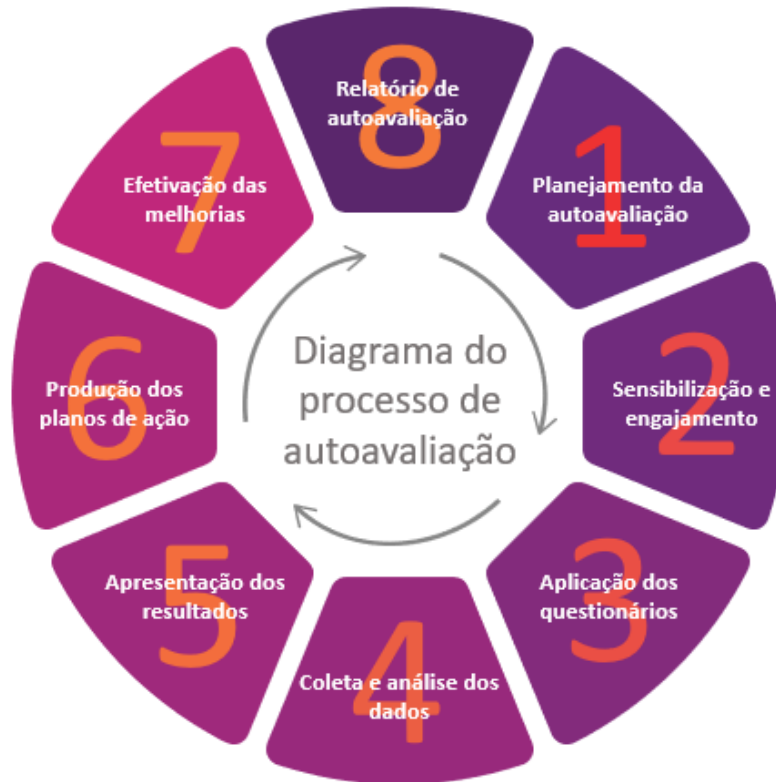 8
Relatório de
autoavaliação
1
Planejamento da
autoavaliação
2
Sensibilização e
engajamento
3
Aplicação dos
questionários
4
Coleta e análise dos
dados
5
Apresentação dos
resultados
6
Produção dos
planos de ação
7
Efetivação das
melhorias
Diagrama do
processo de
autoavaliação